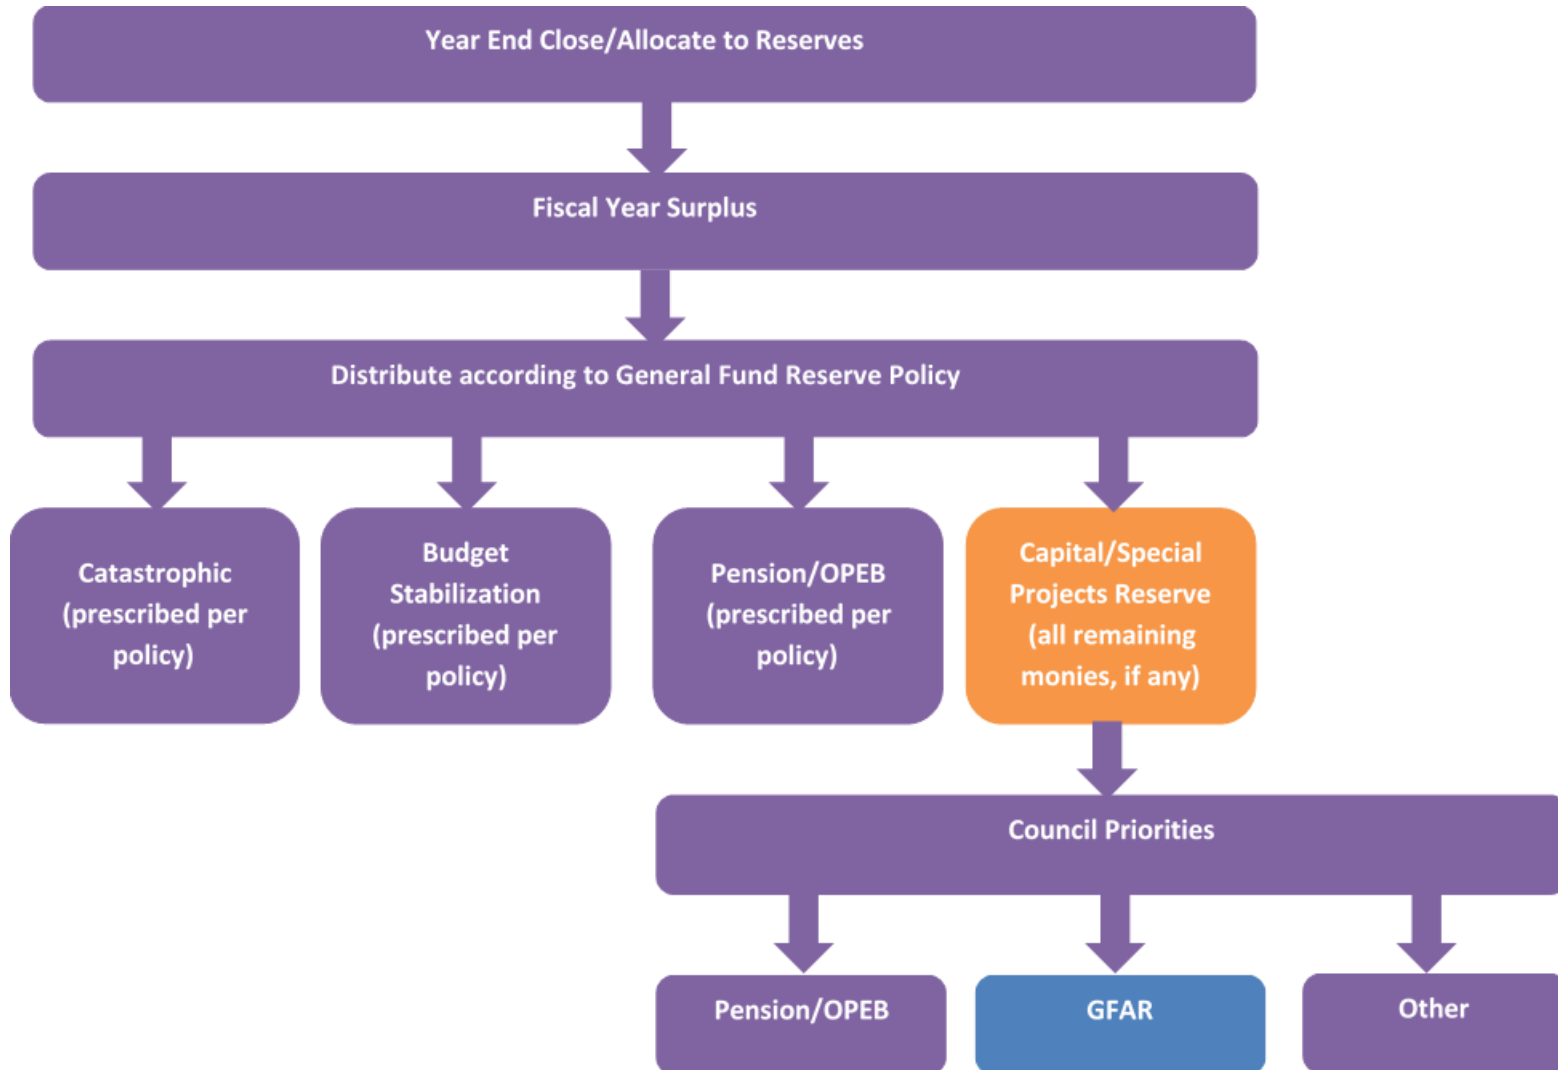 Year End Close/Allocate to Reserves
Fiscal Year Surplus
Distribute according to General Fund Reserve Policy
Catastrophic
(prescribed per
policy)
Budget
Stabilization
(prescribed per
policy)
Pension/OPEB
(prescribed per
policy)
Capital/Special
Projects Reserve
(all remaining
monies, if any)
Council Priorities
Pension/OPEB
GFAR
Other